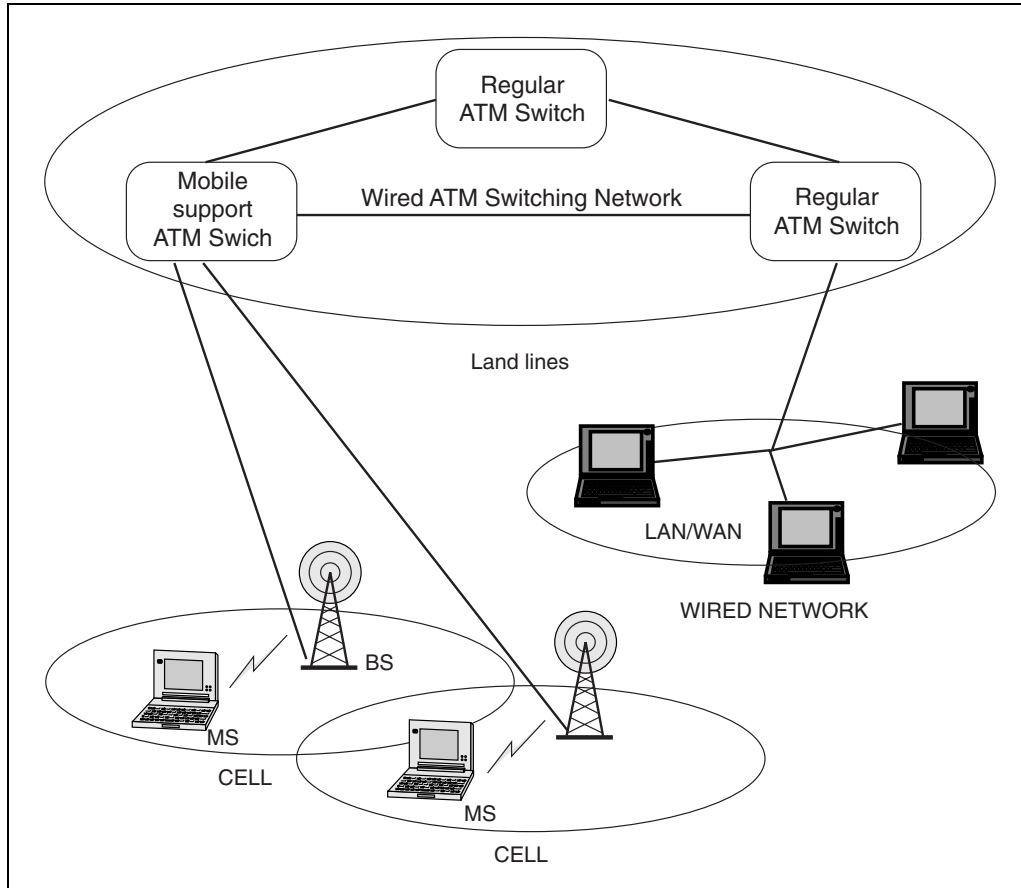 Regular
ATM Switch
Mobile
support
ATM Swich
Wired ATM Switching Network
Regular
ATM Switch
Land lines
LAN/WAN
WIRED NETWORK
BS
MS
CELL
MS
CELL